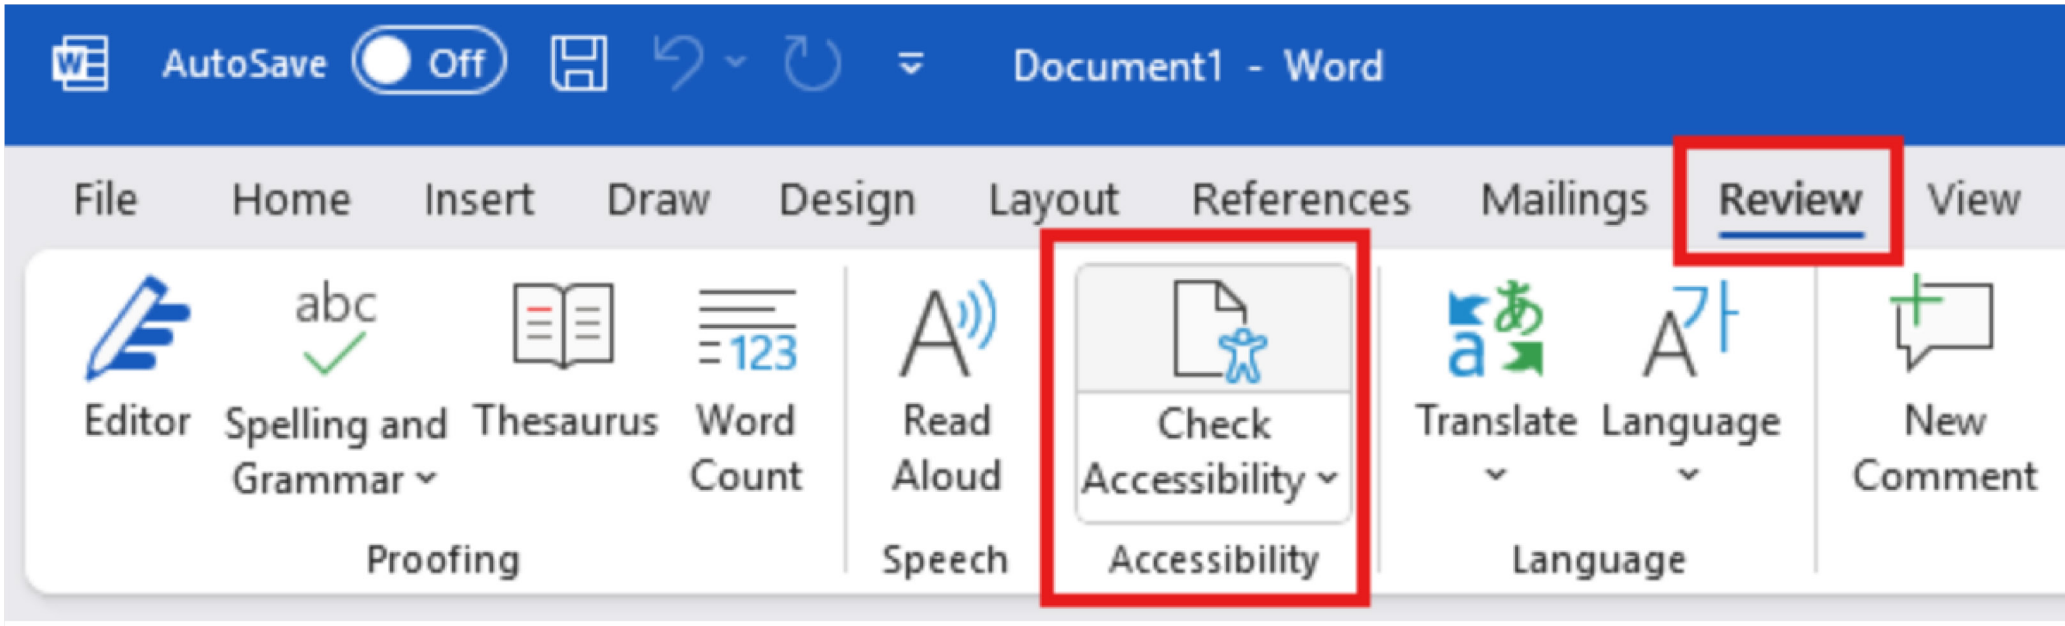 W AutoSave Off Document1 - Word
File Home Insert Draw Design Layout References Mailings Review View
abc
123
A
a あ
A 가
Editor
Spelling and
Grammar
Thesaurus
Word
Count
Read
Aloud
Check
Accessibility
Translate
Language
New
Comment
Proofing
Speech
Accessibility
Language